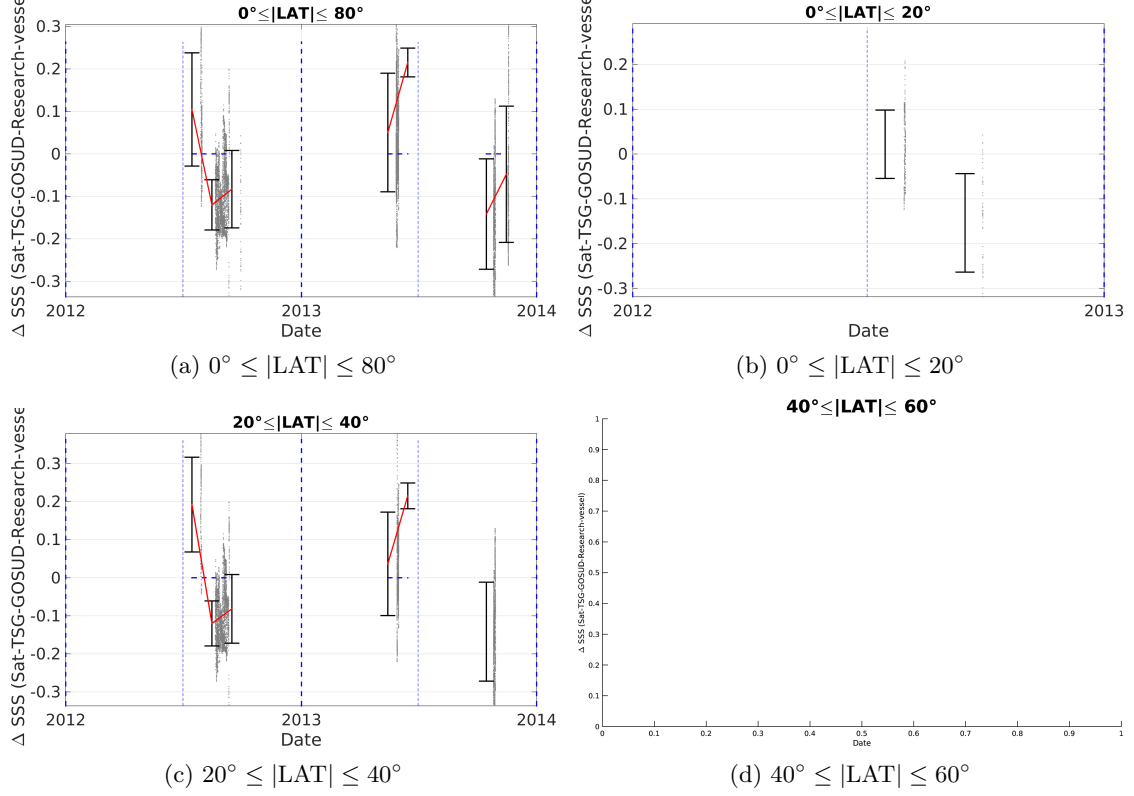 0°≤|LAT|≤ 80°
Δ SSS (Sat-TSG-GOSUD-Research-vessel
0.3
0.2
0.1
0
-0.1
-0.2
-0.3
2012
2013
2014
Date
(a) 0° ≤ |LAT| ≤ 80°
0°≤|LAT|≤ 20°
Δ SSS (Sat-TSG-GOSUD-Research-vesse
0.2
0.1
0
-0.1
-0.2
-0.3
2012
2013
Date
(b) 0° ≤ |LAT| ≤ 20°
20°≤|LAT|≤ 40°
Δ SSS (Sat-TSG-GOSUD-Research-vesse
0.3
0.2
0.1
0
-0.1
-0.2
-0.3
2012
2013
2014
Date
(c) 20° ≤ |LAT| ≤ 40°
40°≤|LAT|≤ 60°
Δ SSS (Sat-TSG-GOSUD-Research-vessel)
1
0.9
0.8
0.7
0.6
0.5
0.4
0.3
0.2
0.1
0
0 0.1 0.2 0.3 0.4 0.5 0.6 0.7 0.8 0.9 1
Date
(d) 40° ≤ |LAT| ≤ 60°